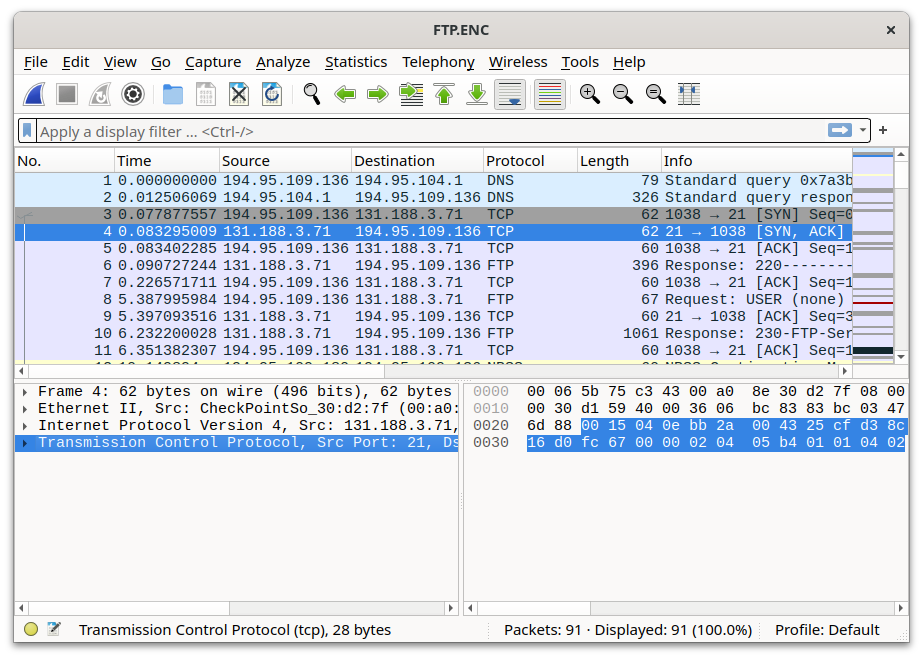 FTP.ENC
File Edit View Go Capture Analyze Statistics Telephony Wireless Tools Help
Apply a display filter ... <Ctrl-/>
No. Time Source Destination Protocol Length Info
1 0.000000000 194.95.109.136 194.95.104.1 DNS 79 Standard query 0x7a3b
2 0.012506069 194.95.104.1 194.95.109.136 DNS 326 Standard query respon
3 0.077877557 194.95.109.136 131.188.3.71 TCP 62 1038 → 21 [SYN] Seq=0
4 0.083295009 131.188.3.71 194.95.109.136 TCP 62 21 → 1038 [SYN, ACK]
5 0.083402285 194.95.109.136 131.188.3.71 TCP 60 1038 → 21 [ACK] Seq=1
6 0.090727244 131.188.3.71 194.95.109.136 FTP 396 Response: 220--------
7 0.226571711 194.95.109.136 131.188.3.71 TCP 60 1038 → 21 [ACK] Seq=1
8 5.387995984 194.95.109.136 131.188.3.71 FTP 67 Request: USER (none)
9 5.397093516 131.188.3.71 194.95.109.136 TCP 60 21 → 1038 [ACK] Seq=3
10 6.232200028 131.188.3.71 194.95.109.136 FTP 1061 Response: 230-FTP-Ser
11 6.351382307 194.95.109.136 131.188.3.71 TCP 60 1038 → 21 [ACK] Seq=1
Frame 4: 62 bytes on wire (496 bits), 62 bytes
Ethernet II, Src: CheckPointSo_30:d2:7f (00:a0:
Internet Protocol Version 4, Src: 131.188.3.71,
Transmission Control Protocol, Src Port: 21, Ds
0000 00 06 5b 75 c3 43 00 a0 8e 30 d2 7f 08 00
0010 00 30 d1 59 40 00 36 06 bc 83 83 bc 03 47
0020 6d 88 00 15 04 0e bb 2a 00 43 25 cf d3 8c
0030 16 d0 fc 67 00 00 02 04 05 b4 01 01 04 02
Transmission Control Protocol (tcp), 28 bytes Packets: 91 · Displayed: 91 (100.0%) Profile: Default